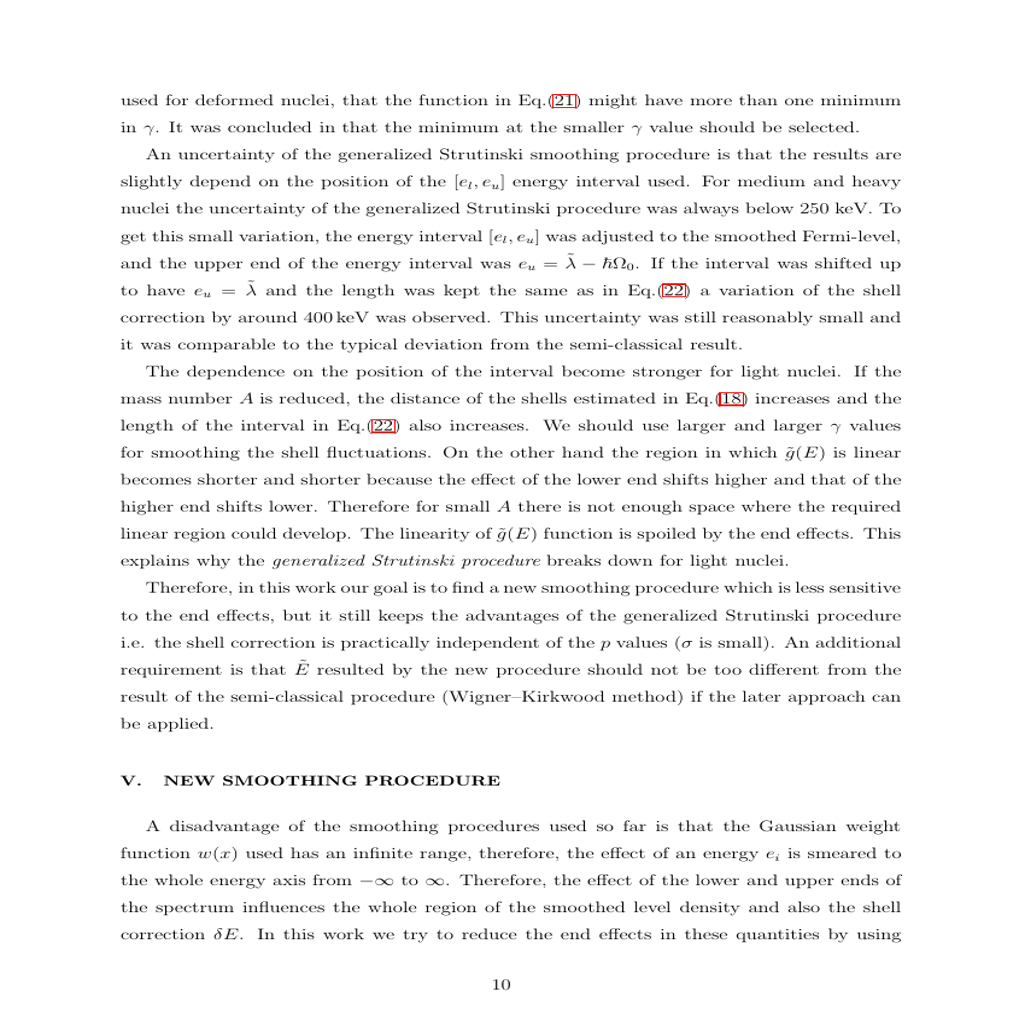 used for deformed nuclei, that the function in Eq.(21) might have more than one minimum
in γ. It was concluded in that the minimum at the smaller γ value should be selected.
An uncertainty of the generalized Strutinski smoothing procedure is that the results are
slightly depend on the position of the [e_l, e_u] energy interval used. For medium and heavy
nuclei the uncertainty of the generalized Strutinski procedure was always below 250 keV. To
get this small variation, the energy interval [e_l, e_u] was adjusted to the smoothed Fermi-level,
and the upper end of the energy interval was e_u = λ̃ − ℏΩ₀. If the interval was shifted up
to have e_u = λ̃ and the length was kept the same as in Eq.(22) a variation of the shell
correction by around 400 keV was observed. This uncertainty was still reasonably small and
it was comparable to the typical deviation from the semi-classical result.
The dependence on the position of the interval become stronger for light nuclei. If the
mass number A is reduced, the distance of the shells estimated in Eq.(18) increases and the
length of the interval in Eq.(22) also increases. We should use larger and larger γ values
for smoothing the shell fluctuations. On the other hand the region in which g̃(E) is linear
becomes shorter and shorter because the effect of the lower end shifts higher and that of the
higher end shifts lower. Therefore for small A there is not enough space where the required
linear region could develop. The linearity of g̃(E) function is spoiled by the end effects. This
explains why the generalized Strutinski procedure breaks down for light nuclei.
Therefore, in this work our goal is to find a new smoothing procedure which is less sensitive
to the end effects, but it still keeps the advantages of the generalized Strutinski procedure
i.e. the shell correction is practically independent of the p values (σ is small). An additional
requirement is that Ẽ resulted by the new procedure should not be too different from the
result of the semi-classical procedure (Wigner–Kirkwood method) if the later approach can
be applied.
V. NEW SMOOTHING PROCEDURE
A disadvantage of the smoothing procedures used so far is that the Gaussian weight
function w(x) used has an infinite range, therefore, the effect of an energy e_i is smeared to
the whole energy axis from −∞ to ∞. Therefore, the effect of the lower and upper ends of
the spectrum influences the whole region of the smoothed level density and also the shell
correction δE. In this work we try to reduce the end effects in these quantities by using
10